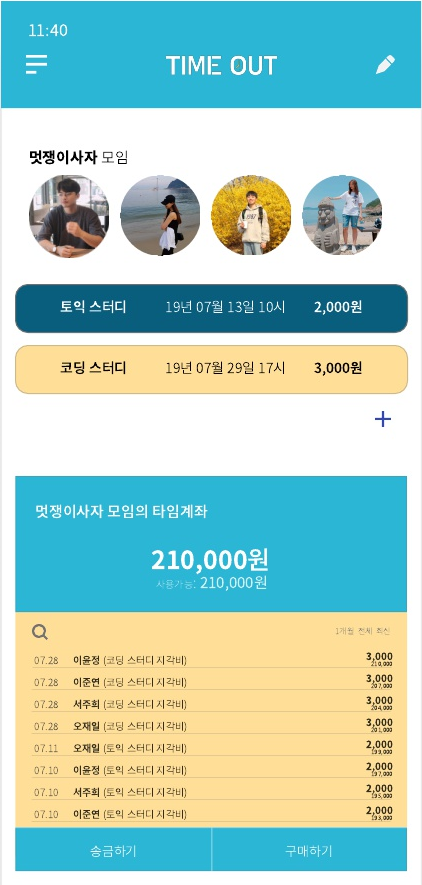 11:40
TIME OUT
멋쟁이사자 모임
토익 스터디 19년 07월 13일 10시 2,000원
코딩 스터디 19년 07월 29일 17시 3,000원
+
멋쟁이사자 모임의 타임계좌
210,000원
사용가능: 210,000원
1개월 전체 최신
07.28 이윤정 (코딩 스터디 지각비) 3,000
210,000
07.28 이준연 (코딩 스터디 지각비) 3,000
207,000
07.28 서주희 (코딩 스터디 지각비) 3,000
204,000
07.28 오재일 (코딩 스터디 지각비) 3,000
201,000
07.11 오재일 (토익 스터디 지각비) 2,000
199,000
07.10 이윤정 (토익 스터디 지각비) 2,000
197,000
07.10 서주희 (토익 스터디 지각비) 2,000
195,000
07.10 이준연 (토익 스터디 지각비) 2,000
193,000
송금하기 구매하기